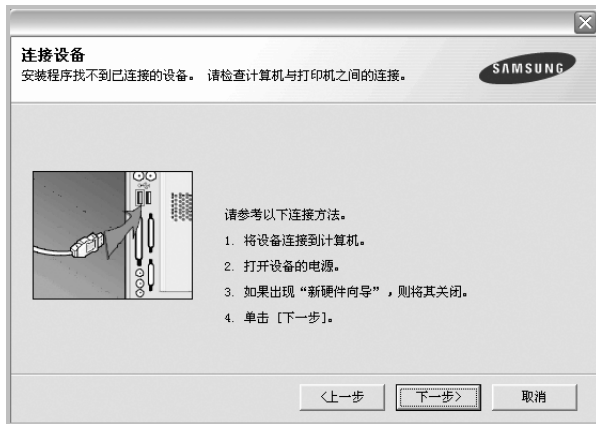 连接设备
安装程序找不到已连接的设备。 请检查计算机与打印机之间的连接。
SAMSUNG
请参考以下连接方法。
1. 将设备连接到计算机。
2. 打开设备的电源。
3. 如果出现“新硬件向导”，则将其关闭。
4. 单击 [下一步]。
<上一步
下一步>
取消